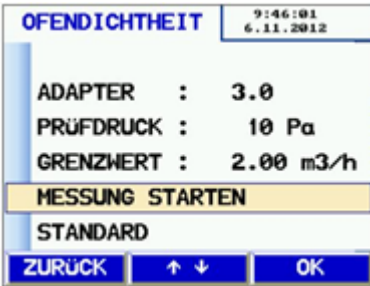 OFENDICHTHEIT
9:46:01
6.11.2012
ADAPTER : 3.0
PRÜFDRUCK : 10 Pa
GRENZWERT : 2.00 m3/h
MESSUNG STARTEN
STANDARD
ZURÜCK ↑ ↓ OK